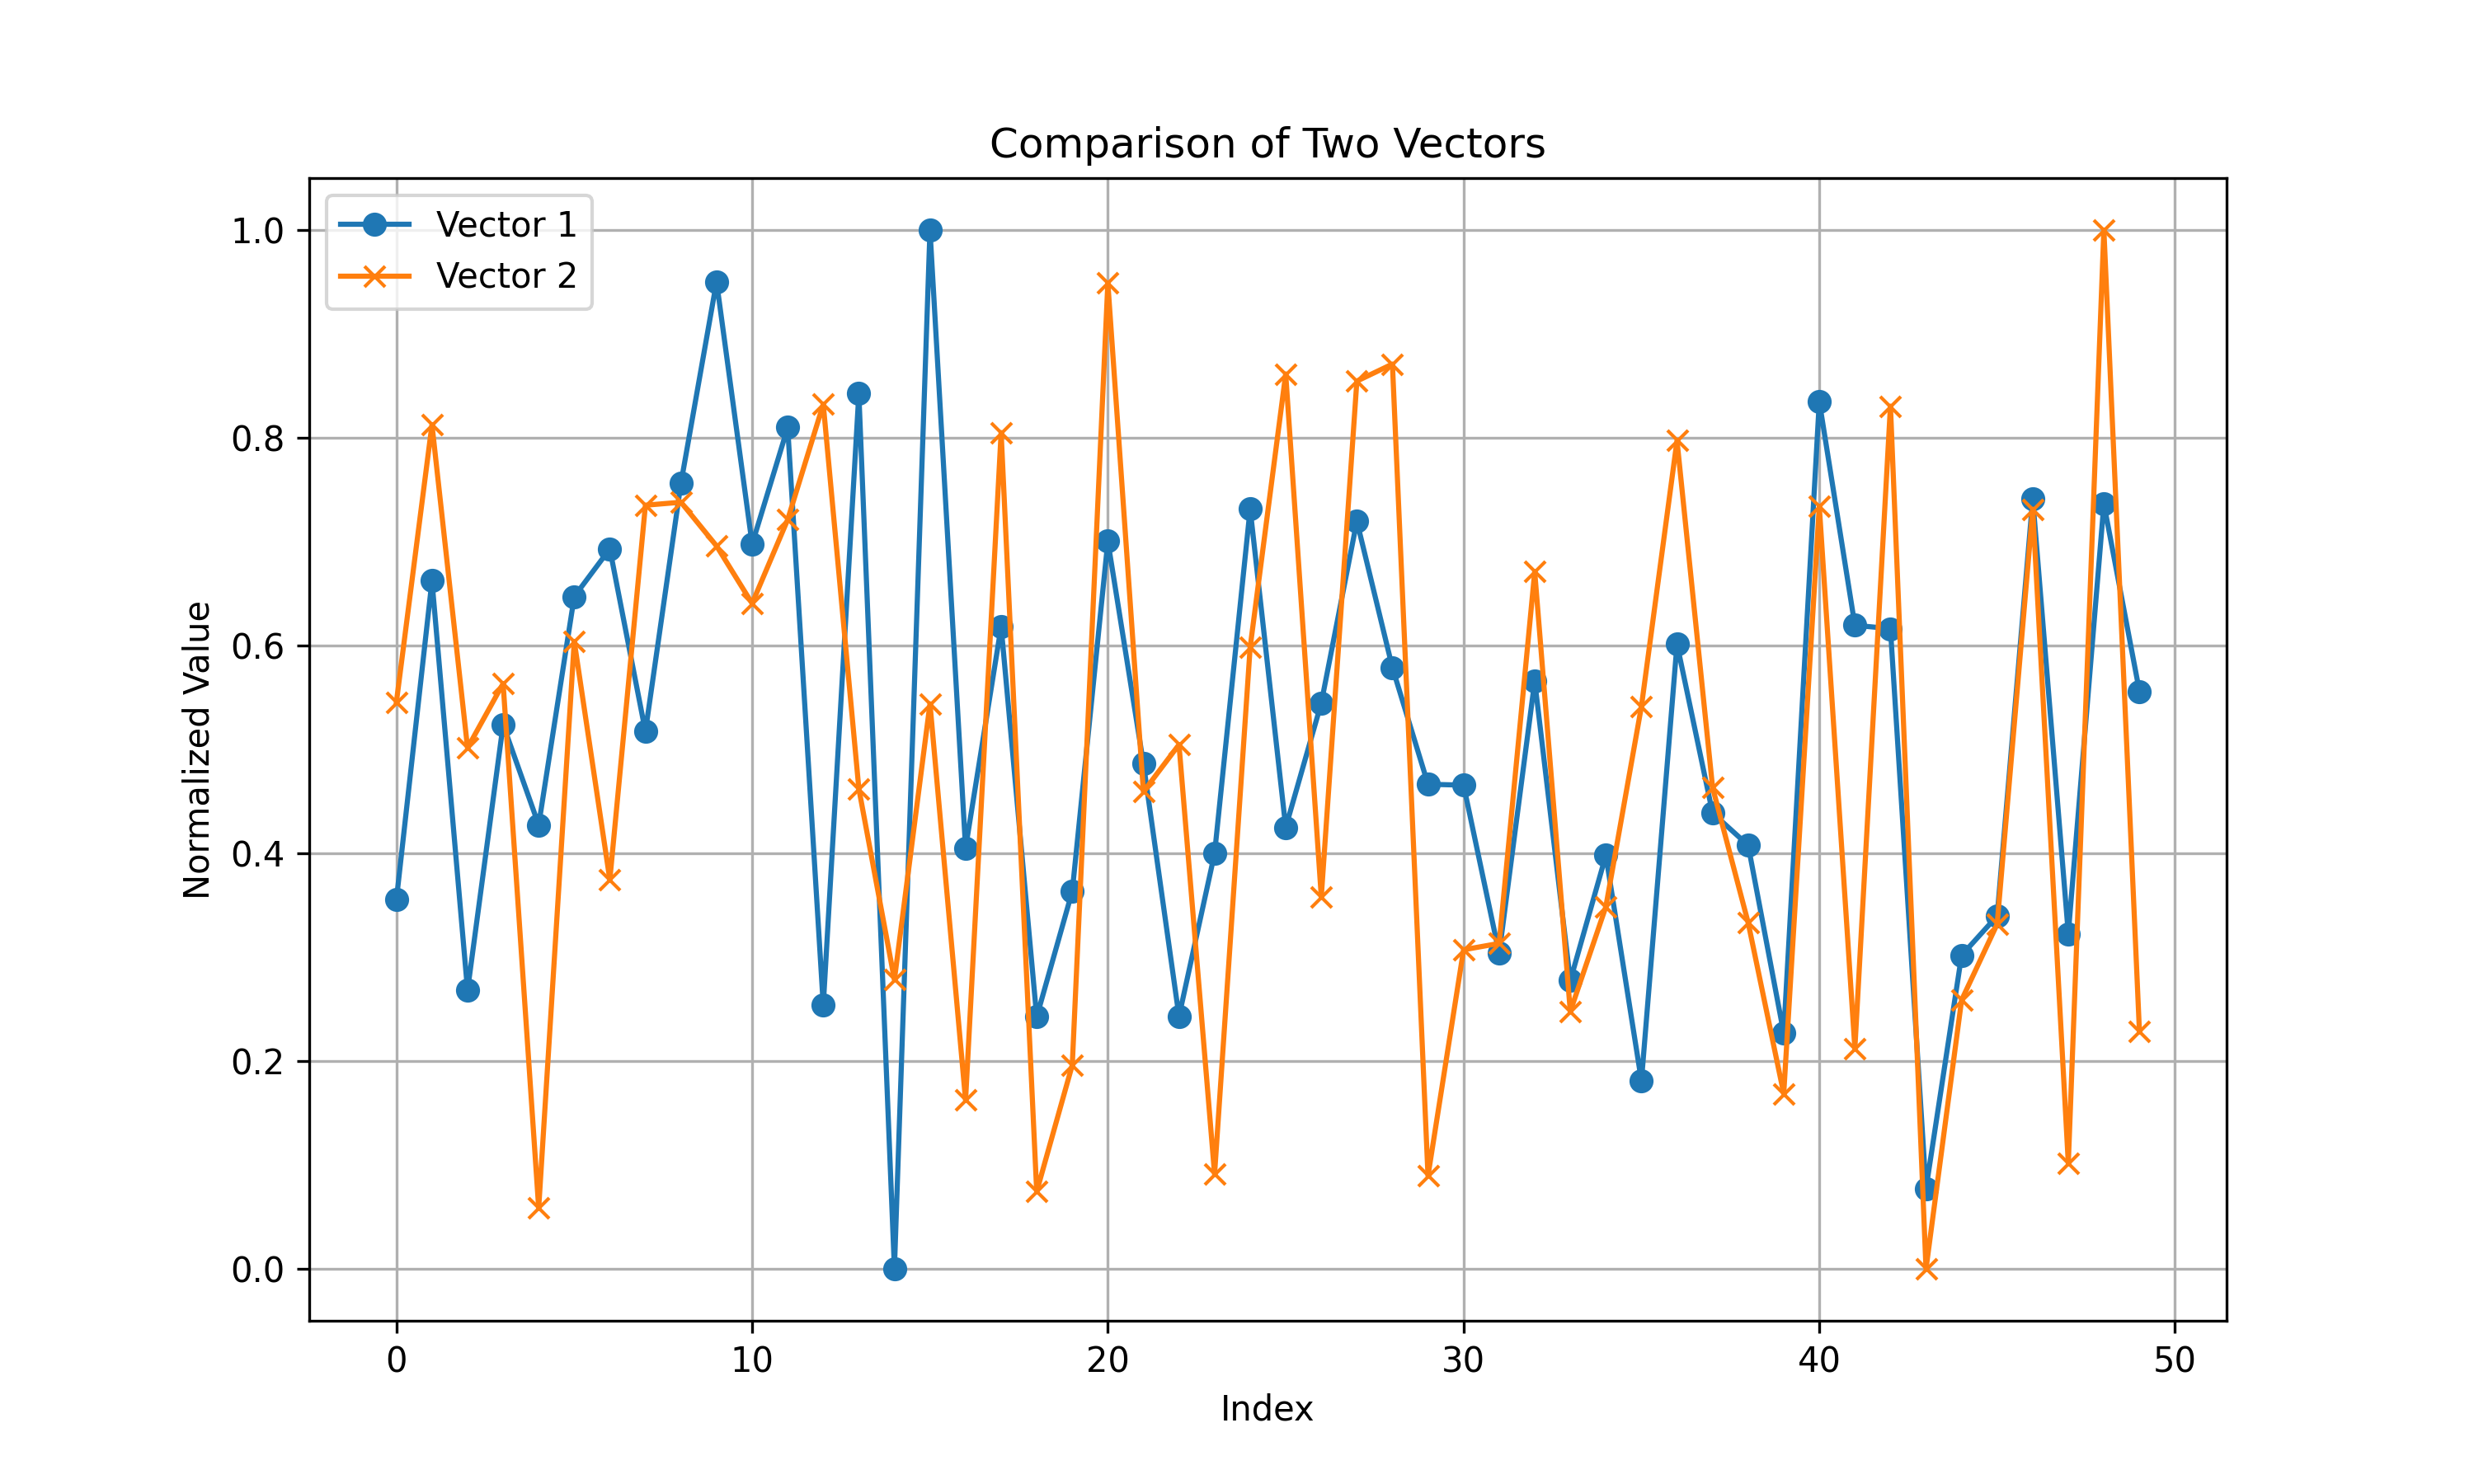 Comparison of Two Vectors
Vector 1
Vector 2
1.0
0.8
0.6
0.4
0.2
0.0
Normalized Value
0 10 20 30 40 50
Index